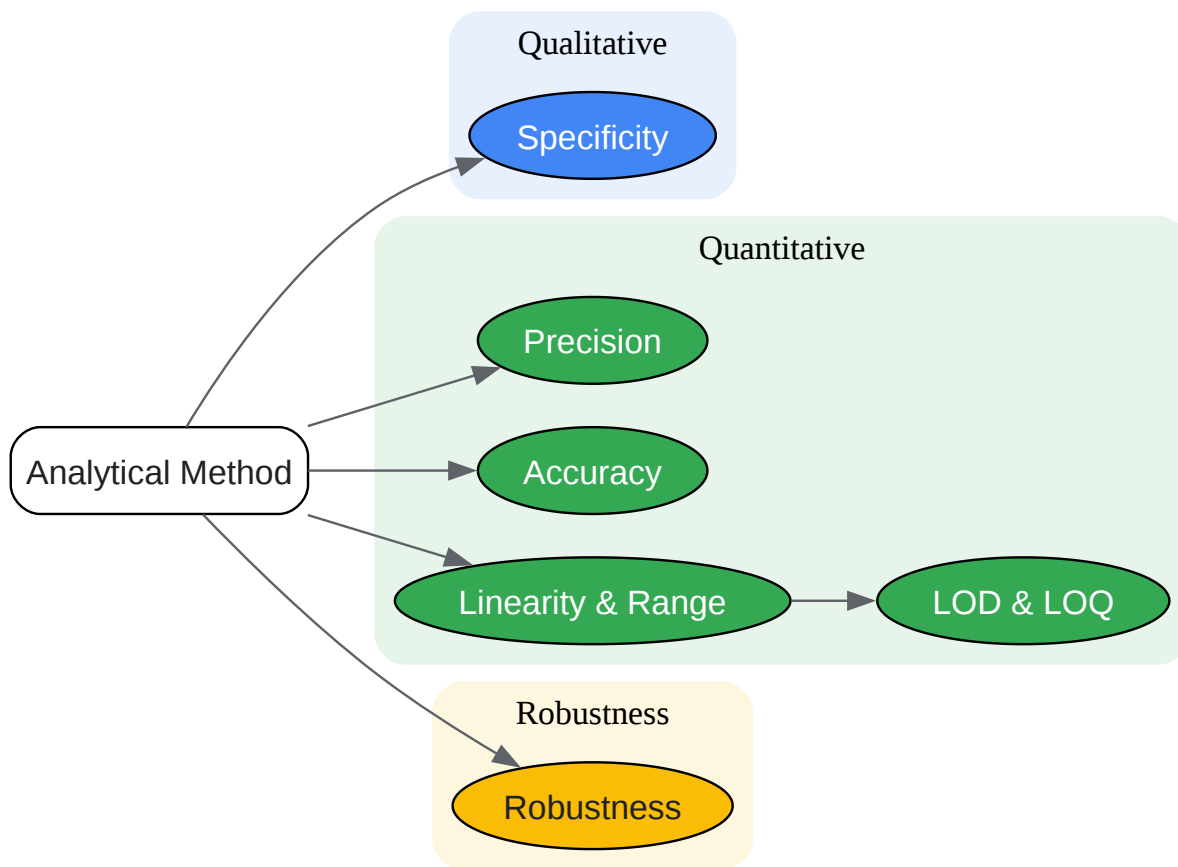 Qualitative
Specificity
Quantitative
Precision
Analytical Method
Accuracy
Linearity & Range
LOD & LOQ
Robustness
Robustness